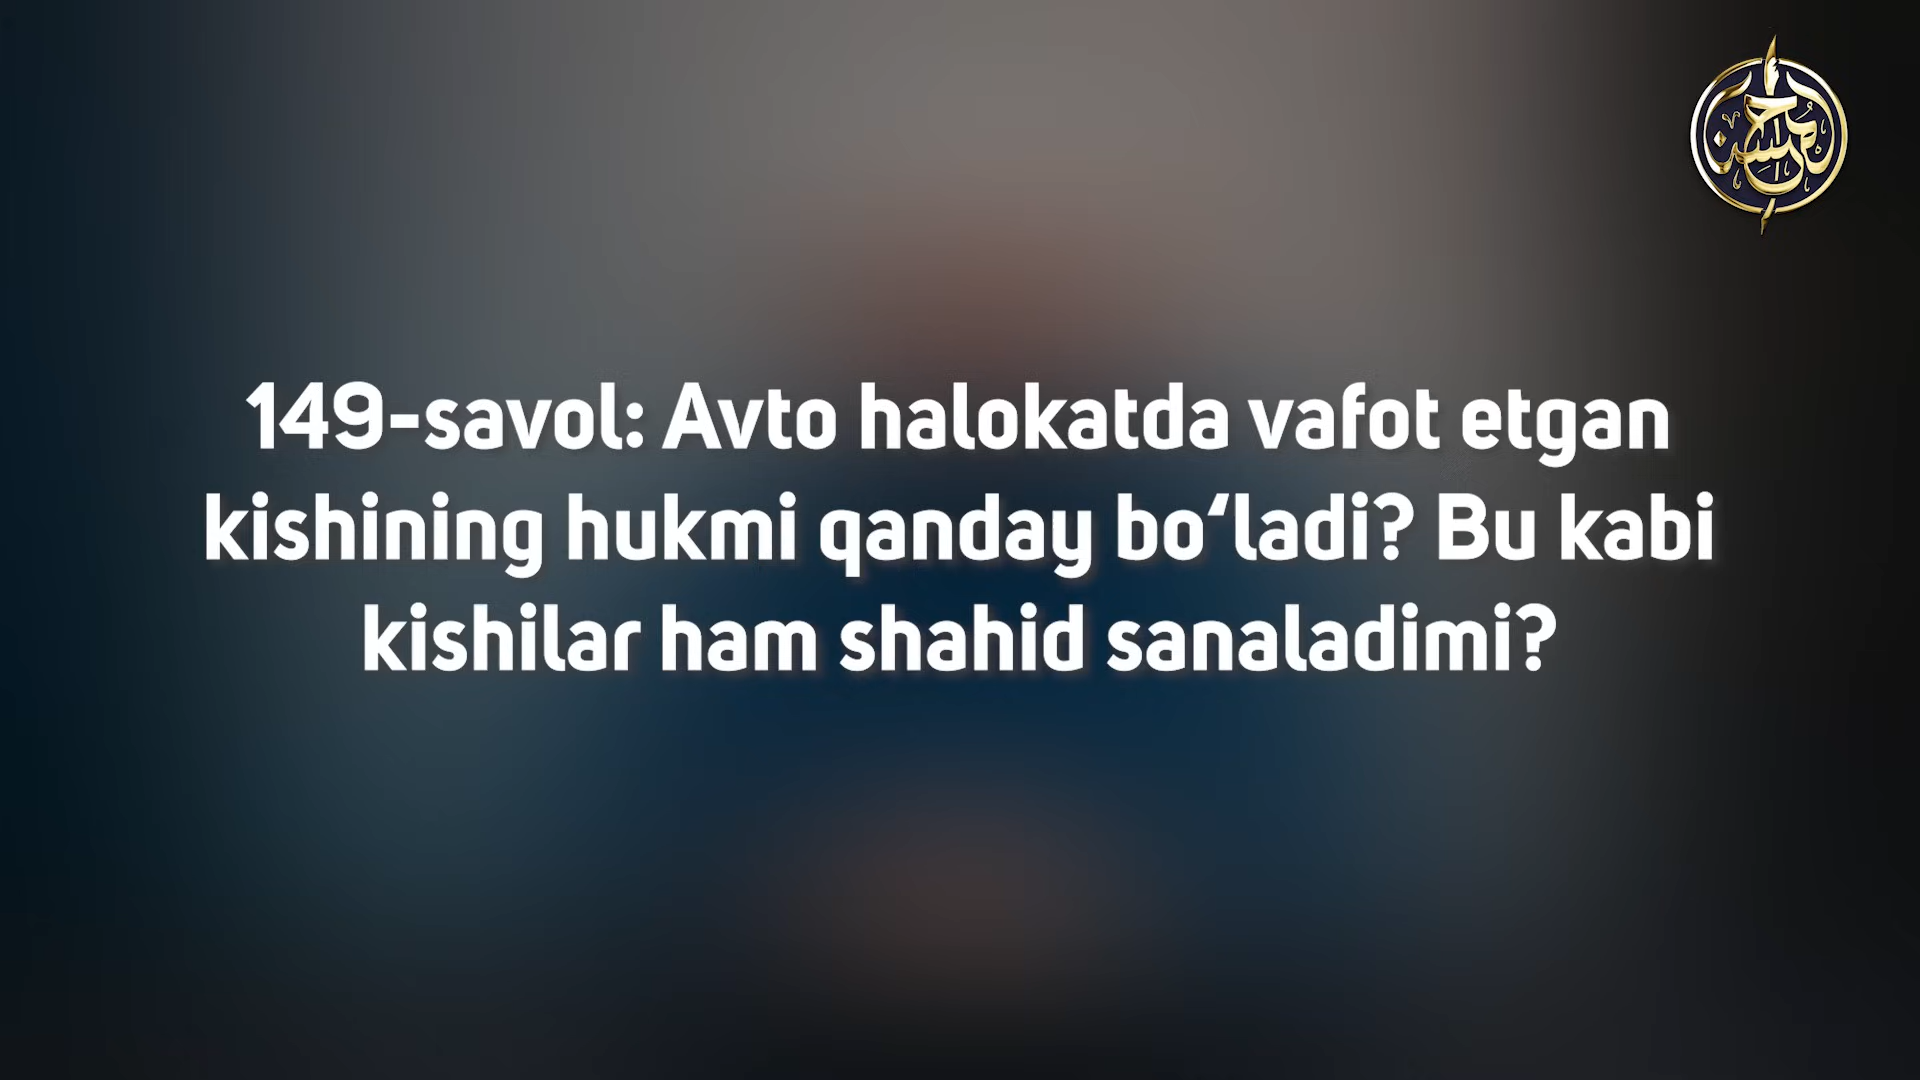 149-savol: Avto halokatda vafot etgan
kishining hukmi qanday bo‘ladi? Bu kabi
kishilar ham shahid sanaladimi?